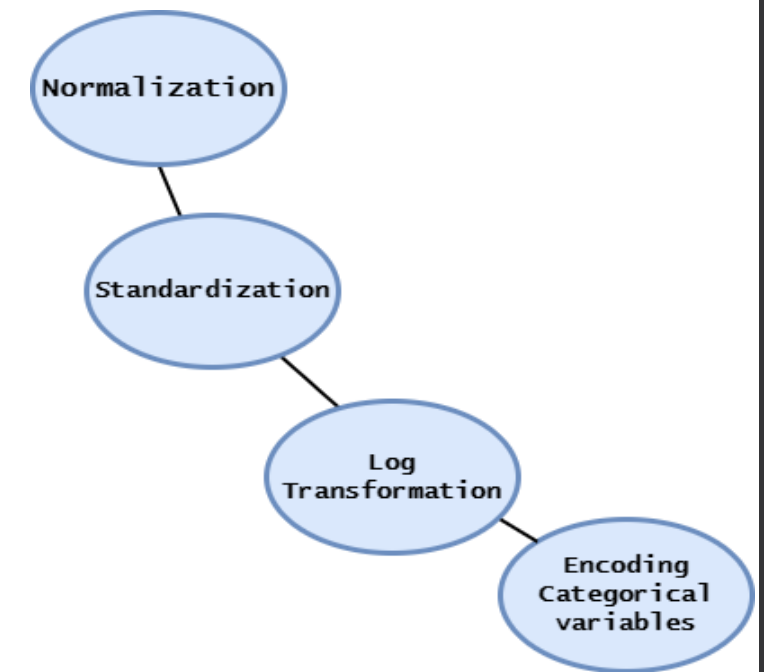 Normalization
Standardization
Log
Transformation
Encoding
Categorical
variables